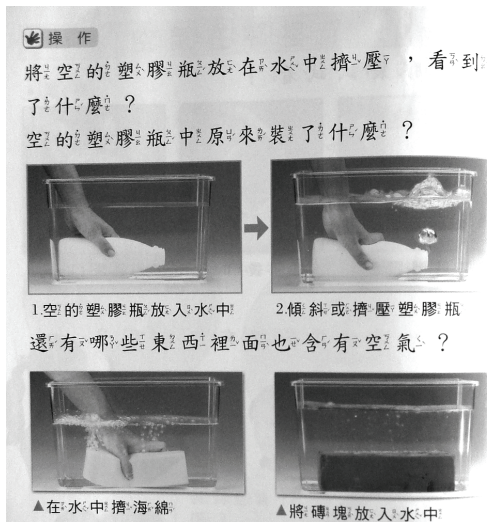 操作
將空的塑膠瓶放在水中擠壓，看到
了什麼？
空的塑膠瓶中原來裝了什麼？
1.空的塑膠瓶放入水中
2.傾斜或擠壓塑膠瓶
還有哪些東西裡面也含有空氣？
▲在水中擠海綿
▲將磚塊放入水中